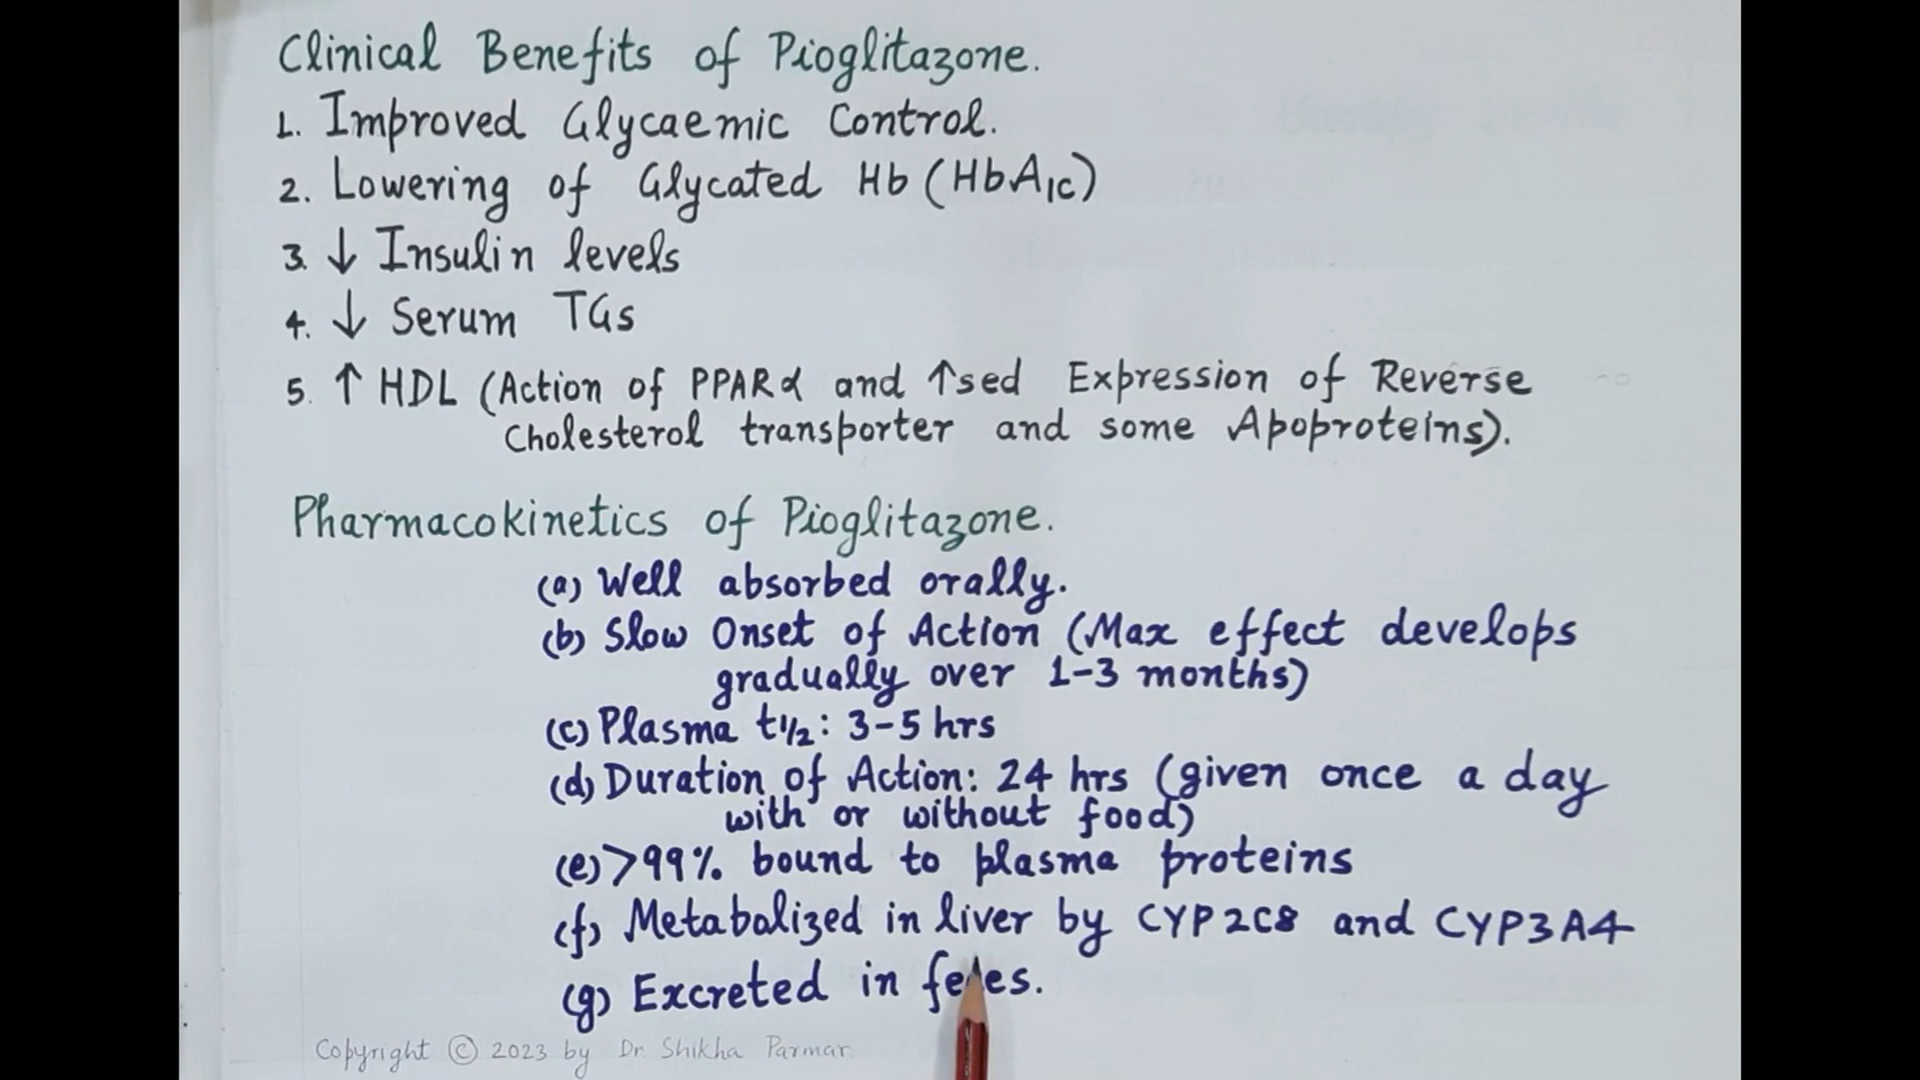 Clinical Benefits of Pioglitazone.
1. Improved Glycaemic Control.
2. Lowering of Glycated Hb (HbA1c)
3. ↓ Insulin levels
4. ↓ Serum TGs
5. ↑ HDL (Action of PPARα and ↑sed Expression of Reverse
Cholesterol transporter and some Apoproteins).
Pharmacokinetics of Pioglitazone.
(a) Well absorbed orally.
(b) Slow Onset of Action (Max effect develops
gradually over 1-3 months)
(c) Plasma t1/2: 3-5 hrs
(d) Duration of Action: 24 hrs (given once a day
with or without food)
(e) >99% bound to plasma proteins
(f) Metabolized in liver by CYP2C8 and CYP3A4
(g) Excreted in feces.
Copyright © 2023 by Dr. Shikha Parmar